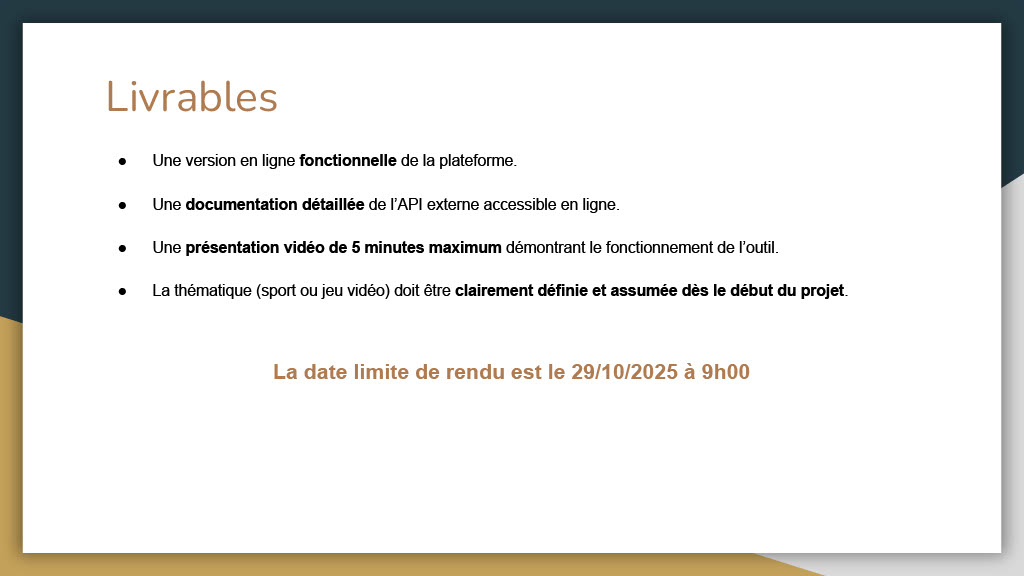 Livrables
● Une version en ligne fonctionnelle de la plateforme.
● Une documentation détaillée de l’API externe accessible en ligne.
● Une présentation vidéo de 5 minutes maximum démontrant le fonctionnement de l’outil.
● La thématique (sport ou jeu vidéo) doit être clairement définie et assumée dès le début du projet.
La date limite de rendu est le 29/10/2025 à 9h00